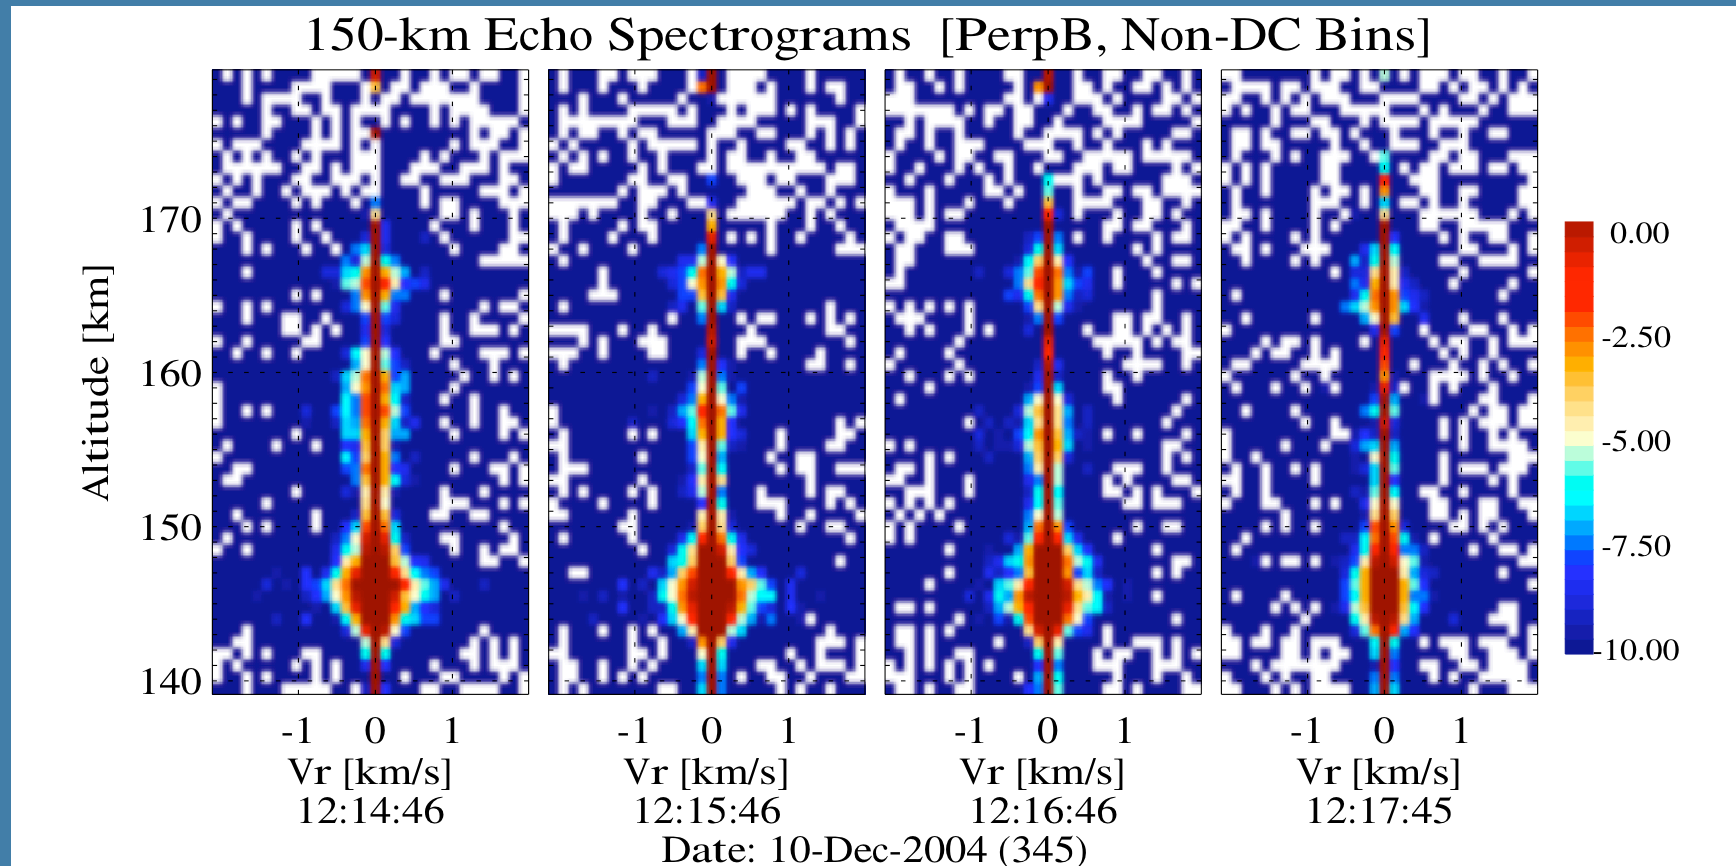 150-km Echo Spectrograms [PerpB, Non-DC Bins]
Altitude [km]
170
160
150
140
-1 0 1 -1 0 1 -1 0 1 -1 0 1
Vr [km/s] Vr [km/s] Vr [km/s] Vr [km/s]
12:14:46 12:15:46 12:16:46 12:17:45
Date: 10-Dec-2004 (345)
0.00
-2.50
-5.00
-7.50
-10.00